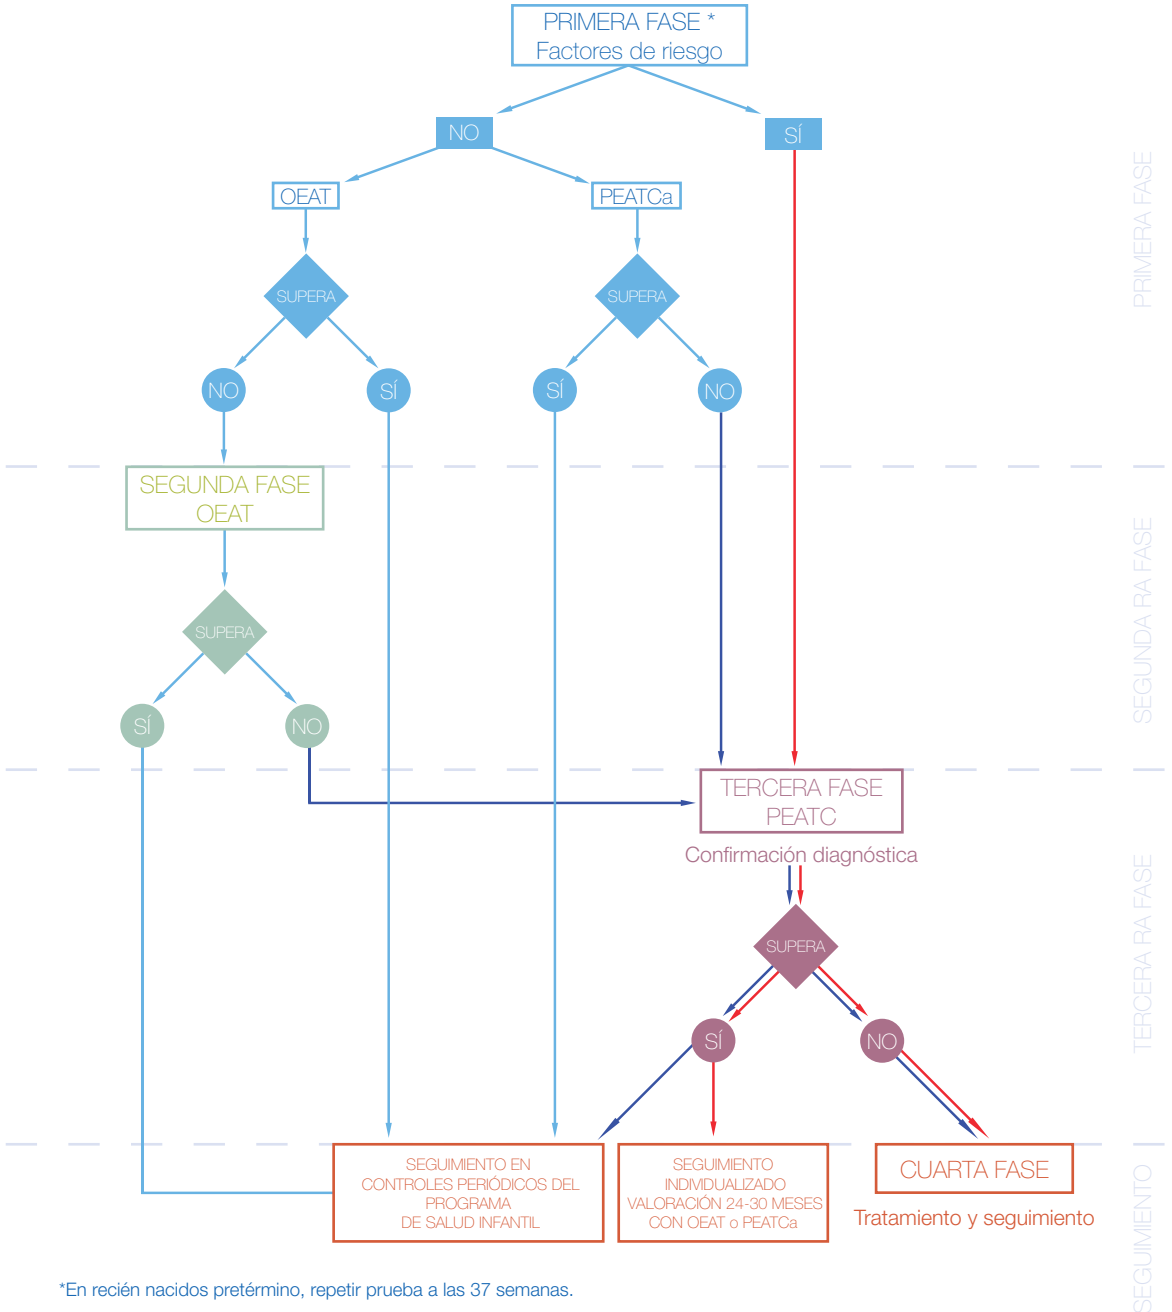 PRIMERA FASE *
Factores de riesgo
NO
SÍ
OEAT
PEATCa
SUPERA
SUPERA
NO
SÍ
SÍ
NO
PRIMERA FASE
SEGUNDA FASE
OEAT
SUPERA
SÍ
NO
SEGUNDA RA FASE
TERCERA FASE
PEATC
Confirmación diagnóstica
SUPERA
SÍ
NO
TERCERA RA FASE
SEGUIMIENTO EN
CONTROLES PERIÓDICOS DEL
PROGRAMA
DE SALUD INFANTIL
SEGUIMIENTO
INDIVIDUALIZADO
VALORACIÓN 24-30 MESES
CON OEAT o PEATCa
CUARTA FASE
Tratamiento y seguimiento
SEGUIMIENTO
*En recién nacidos pretérmino, repetir prueba a las 37 semanas.